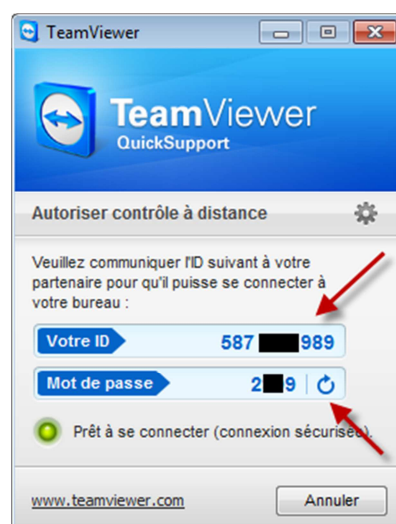 TeamViewer
TeamViewer
QuickSupport
Autoriser contrôle à distance
Veuillez communiquer l'ID suivant à votre
partenaire pour qu'il puisse se connecter à
votre bureau :
Votre ID 587 989
Mot de passe 2 9
Prêt à se connecter (connexion sécurisée).
www.teamviewer.com Annuler